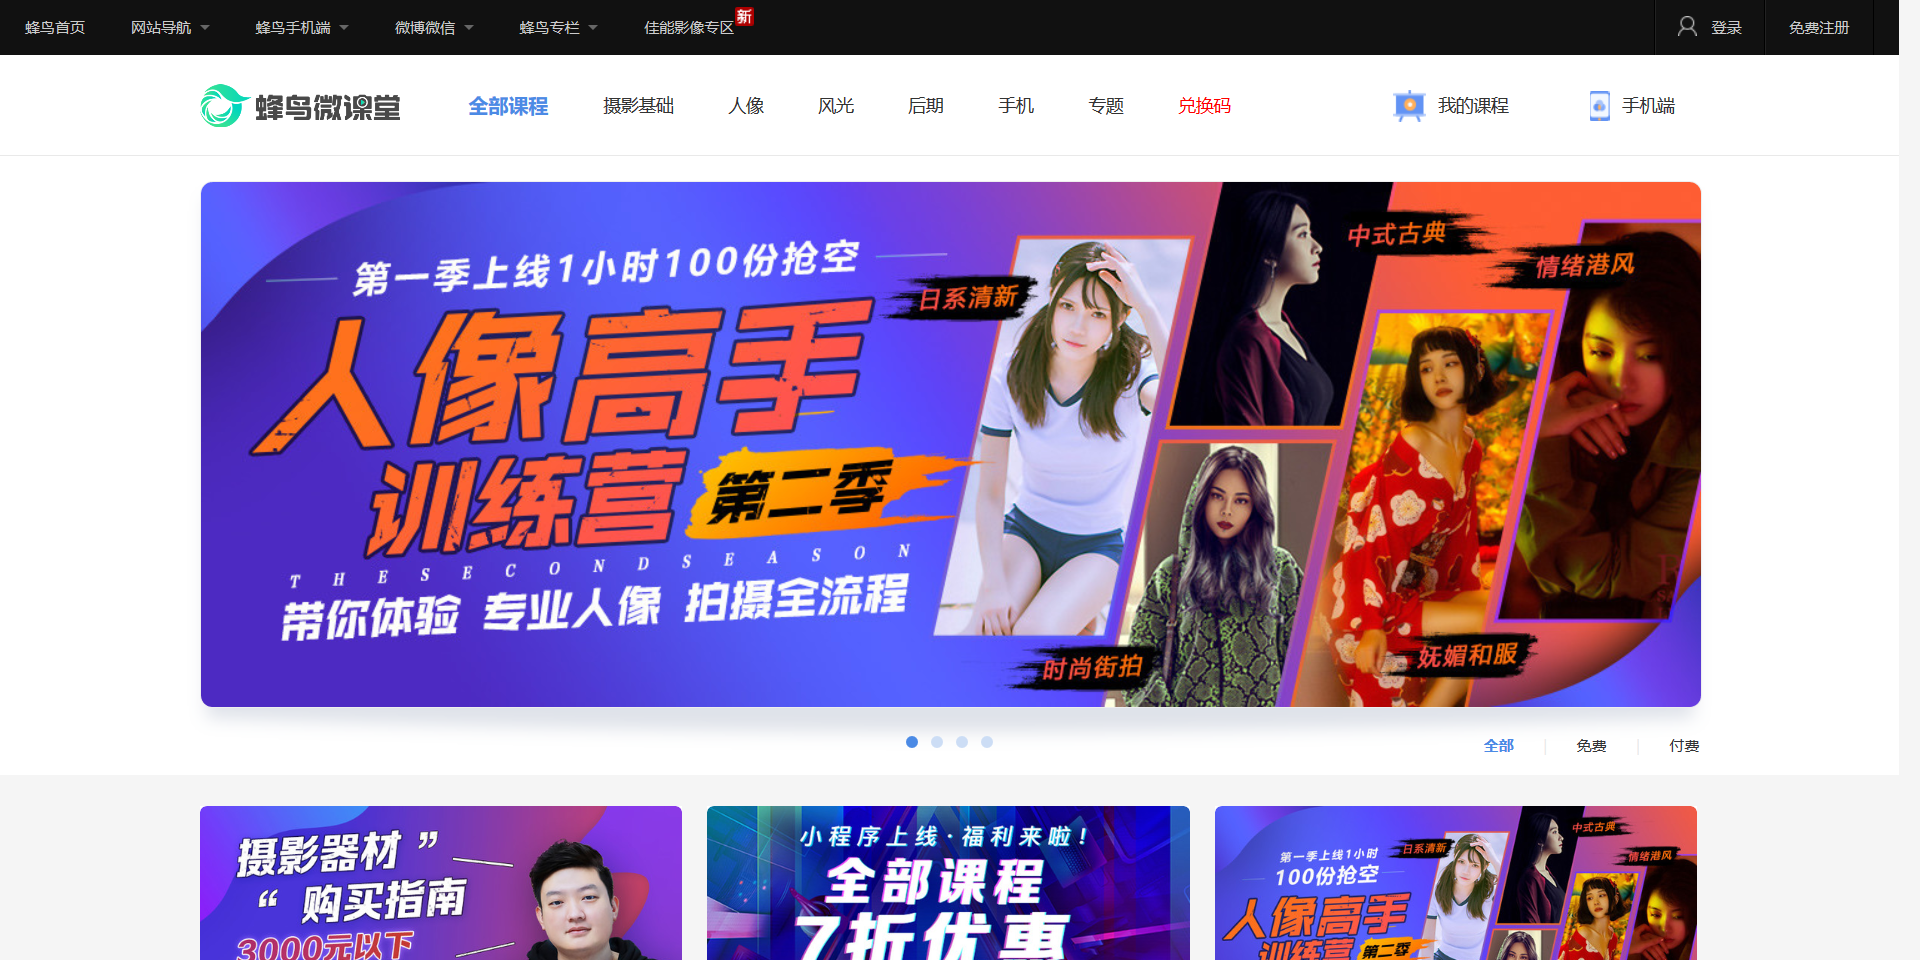 蜂鸟首页
网站导航
蜂鸟手机端
微博微信
蜂鸟专栏
佳能影像专区
新
登录
免费注册
蜂鸟微课堂
全部课程
摄影基础
人像
风光
后期
手机
专题
兑换码
我的课程
手机端
第一季上线1小时100份抢空
人像高手
训练营
第二季
THESECONDSEASON
带你体验 专业人像 拍摄全流程
日系清新
中式古典
情绪港风
时尚街拍
妩媚和服
全部
免费
付费
摄影器材 ”
“ 购买指南
3000元以下
小程序上线·福利来啦!
全部课程
7折优惠
第一季上线1小时
100份抢空
人像高手
训练营
第二季
日系清新
中式古典
情绪港风